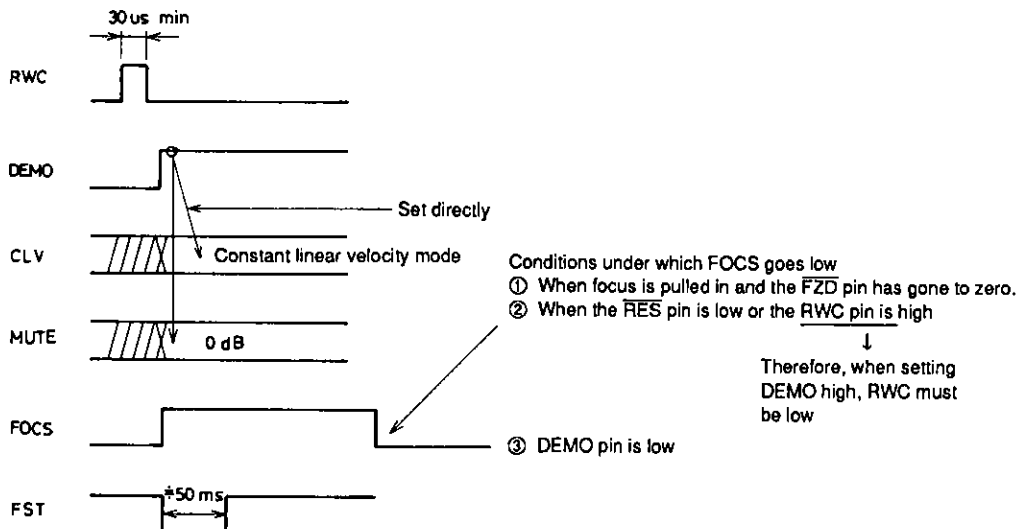 30 us min
RWC
DEMO
Set directly
CLV
Constant linear velocity mode
Conditions under which FOCS goes low
① When focus is pulled in and the FZD pin has gone to zero.
② When the RES pin is low or the RWC pin is high
MUTE
0 dB
↓
Therefore, when setting
DEMO high, RWC must
be low
FOCS
③ DEMO pin is low
*50 ms
FST